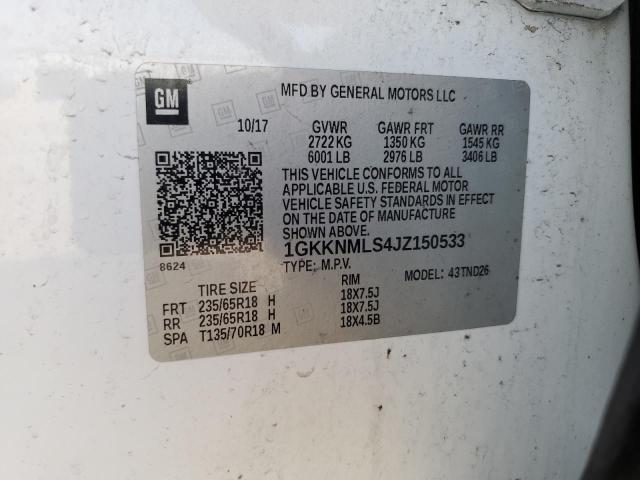 GM
MFD BY GENERAL MOTORS LLC
10/17 GVWR GAWR FRT GAWR RR
2722 KG 1350 KG 1545 KG
6001 LB 2976 LB 3406 LB
THIS VEHICLE CONFORMS TO ALL
APPLICABLE U.S. FEDERAL MOTOR
VEHICLE SAFETY STANDARDS IN EFFECT
ON THE DATE OF MANUFACTURE
SHOWN ABOVE.
1GKKNMLS4JZ150533
8624 TYPE: M.P.V. MODEL: 43TND26
TIRE SIZE RIM
FRT 235/65R18 H 18X7.5J
RR 235/65R18 H 18X7.5J
SPA T135/70R18 M 18X4.5B